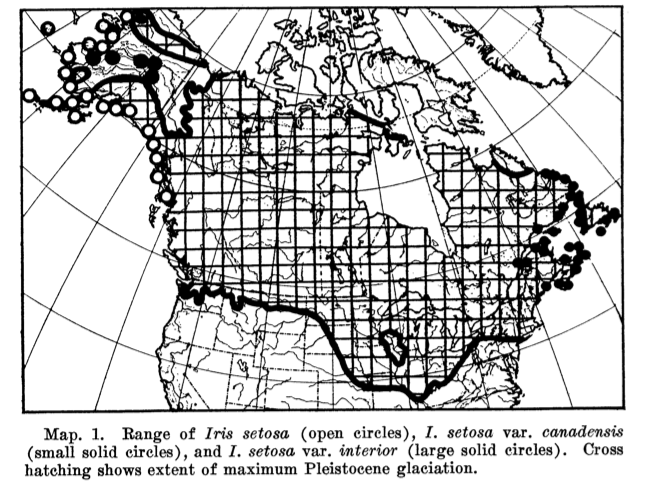 Map. 1. Range of Iris setosa (open circles), I. setosa var. canadensis
(small solid circles), and I. setosa var. interior (large solid circles). Cross
hatching shows extent of maximum Pleistocene glaciation.